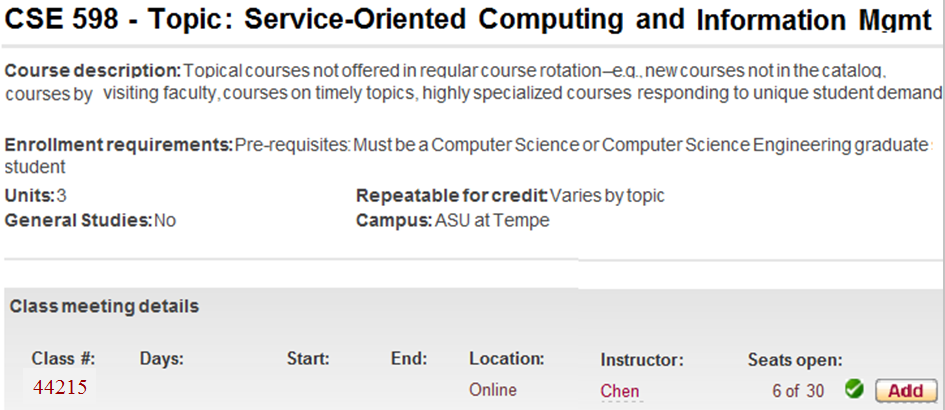 CSE 598 - Topic: Service-Oriented Computing and Information Mgmt
Course description: Topical courses not offered in regular course rotation—e.g., new courses not in the catalog,
courses by visiting faculty, courses on timely topics, highly specialized courses responding to unique student demand
Enrollment requirements: Pre-requisites: Must be a Computer Science or Computer Science Engineering graduate
student
Units: 3 Repeatable for credit: Varies by topic
General Studies: No Campus: ASU at Tempe
Class meeting details
Class #: Days: Start: End: Location: Instructor: Seats open:
44215 Online Chen 6 of 30 Add